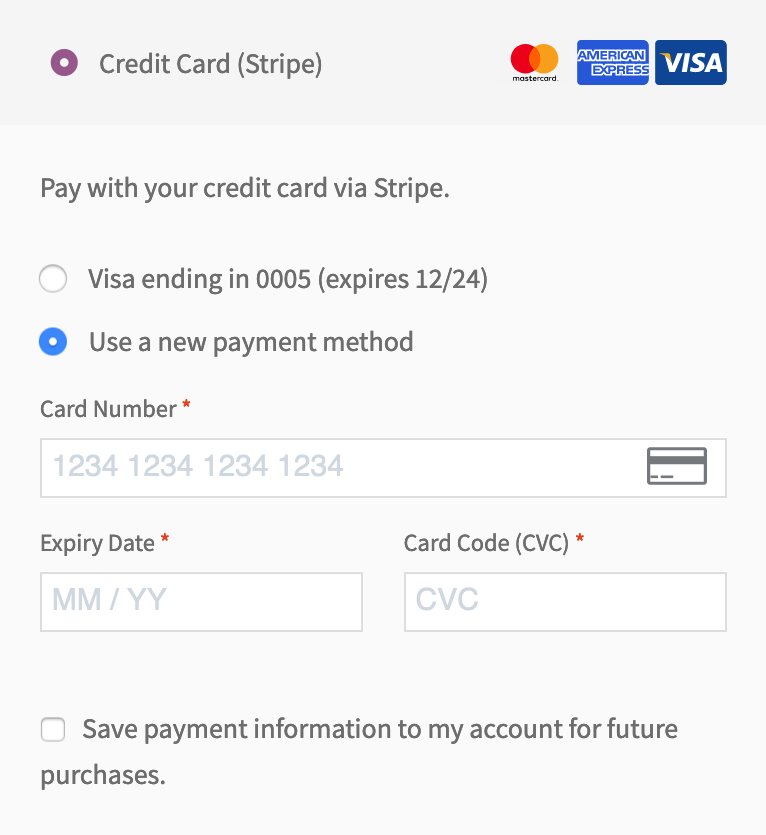 Credit Card (Stripe)
mastercard.
AMERICAN
EXPRESS
VISA
Pay with your credit card via Stripe.
Visa ending in 0005 (expires 12/24)
Use a new payment method
Card Number *
1234 1234 1234 1234
Expiry Date *
Card Code (CVC) *
MM / YY
CVC
Save payment information to my account for future
purchases.